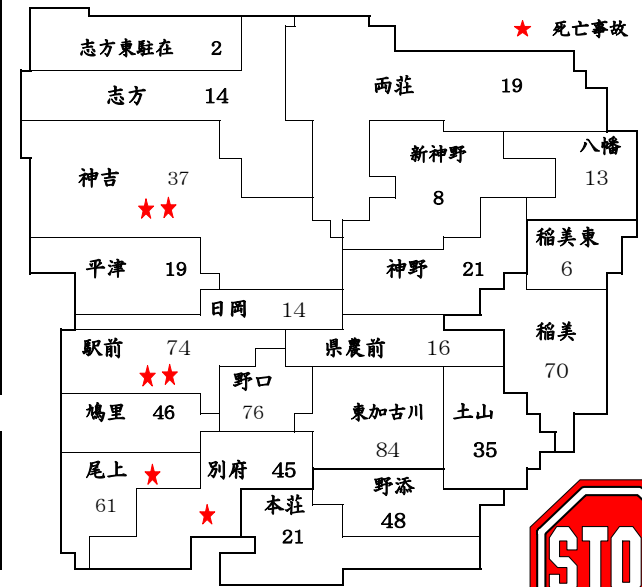 ★ 死亡事故
志方東駐在 2
志方 14
両荘 19
新神野
8
八幡
13
神吉 37
★★
稲美東
6
平津 19
神野 21
日岡 14
稲美
70
駅前 74
★★
県農前 16
野口
76
鳩里 46
東加古川
84
土山
35
尾上 ★
61
別府 45
★
野添
48
本荘
21
STO